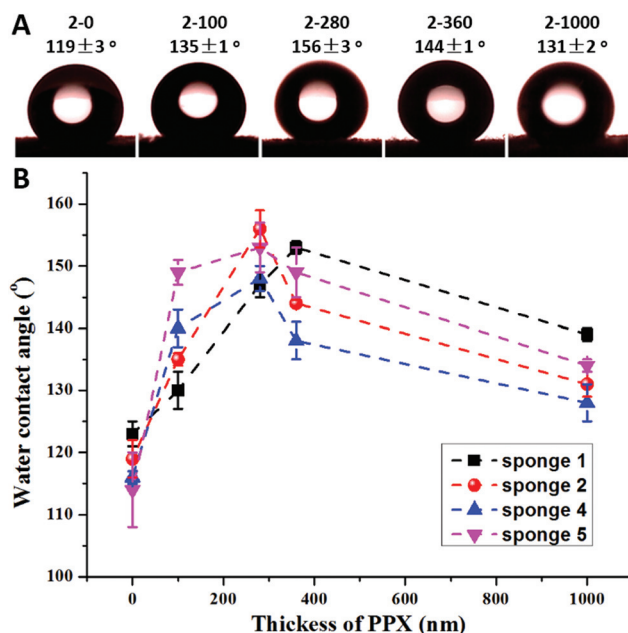 A
2-0 2-100 2-280 2-360 2-1000
119±3 ° 135±1 ° 156±3 ° 144±1 ° 131±2 °
B
Water contact angle (°)
160
150
140
130
120
110
100
0 200 400 600 800 1000
Thickess of PPX (nm)
sponge 1
sponge 2
sponge 4
sponge 5